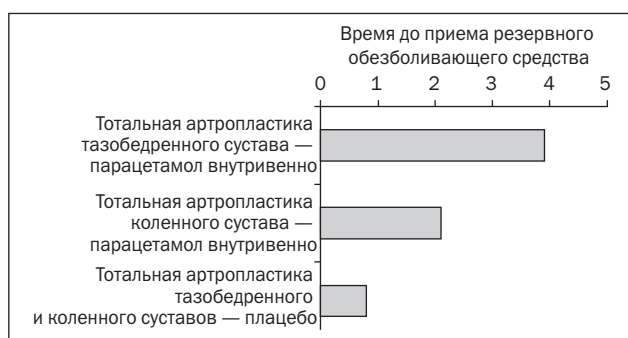 Время до приема резервного
обезболивающего средства
0 1 2 3 4 5
Тотальная артропластика
тазобедренного сустава —
парацетамол внутривенно
Тотальная артропластика
коленного сустава —
парацетамол внутривенно
Тотальная артропластика
тазобедренного
и коленного суставов — плацебо